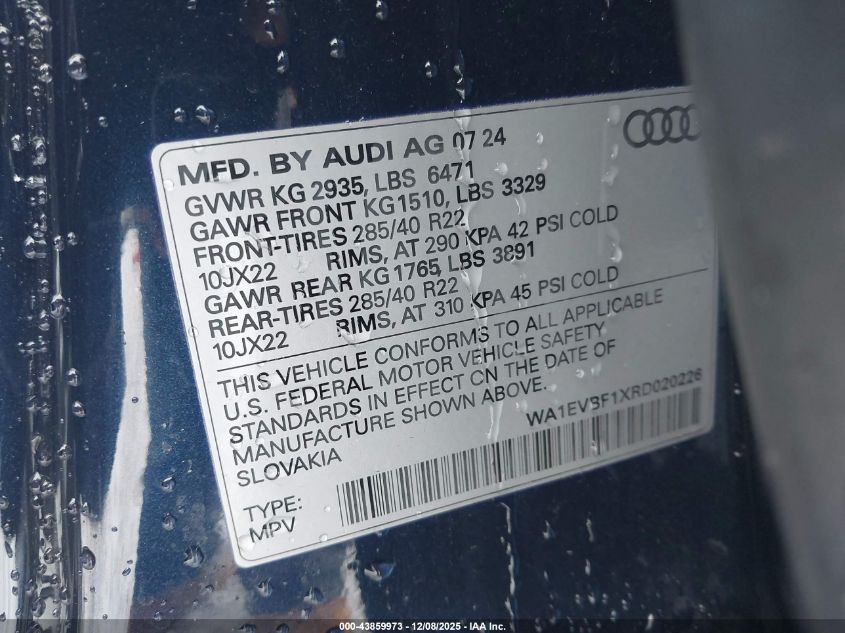 MFD. BY AUDI AG 07 24
GVWR KG 2935, LBS 6471
GAWR FRONT KG1510, LBS 3329
FRONT-TIRES 285/40 R22
10JX22 RIMS, AT 290 KPA 42 PSI COLD
GAWR REAR KG1765, LBS 3891
REAR-TIRES 285/40 R22
10JX22 RIMS, AT 310 KPA 45 PSI COLD
THIS VEHICLE CONFORMS TO ALL APPLICABLE
U.S. FEDERAL MOTOR VEHICLE SAFETY
STANDARDS IN EFFECT ON THE DATE OF
MANUFACTURE SHOWN ABOVE.
WA1EVBF1XRD020226
SLOVAKIA
TYPE:
MPV
000-43859973 - 12/08/2025 - IAA Inc.